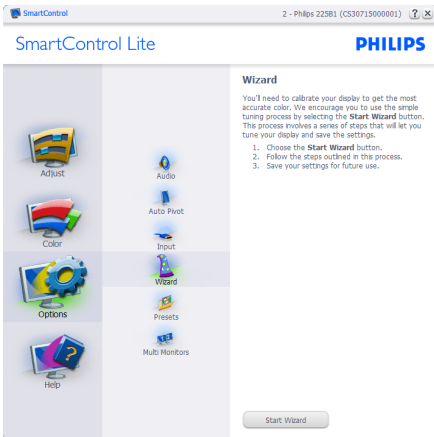 SmartControl
2 - Philips 225B1 (CS30715000001)
SmartControl Lite
PHILIPS
Adjust
Color
Options
Help
Audio
Auto Pivot
Input
Wizard
Presets
Multi Monitors
Wizard
You'll need to calibrate your display to get the most
accurate color. We encourage you to use the simple
tuning process by selecting the Start Wizard button.
This process involves a series of steps that will let you
tune your display and save the settings.
1. Choose the Start Wizard button.
2. Follow the steps outlined in this process.
3. Save your settings for future use.
Start Wizard